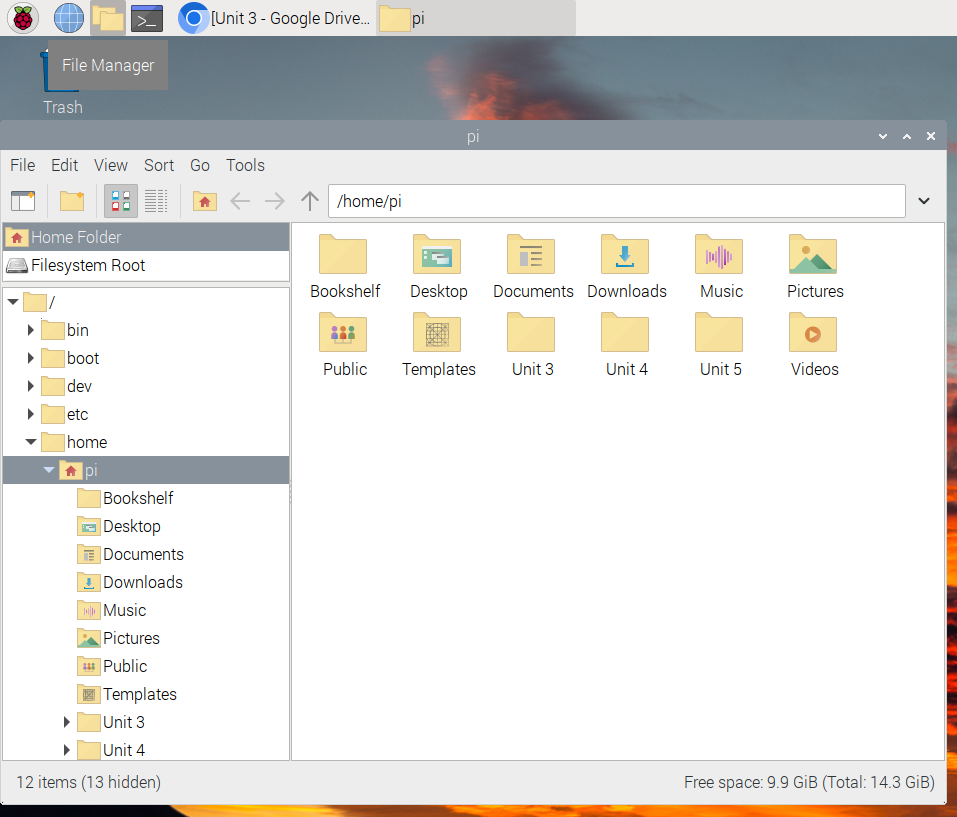 [Unit 3 - Google Drive... pi
File Manager
Trash
pi
File Edit View Sort Go Tools
/home/pi
Home Folder
Filesystem Root
/
bin
boot
dev
etc
home
pi
Bookshelf
Desktop
Documents
Downloads
Music
Pictures
Public
Templates
Unit 3
Unit 4
Bookshelf Desktop Documents Downloads Music Pictures
Public Templates Unit 3 Unit 4 Unit 5 Videos
12 items (13 hidden) Free space: 9.9 GiB (Total: 14.3 GiB)